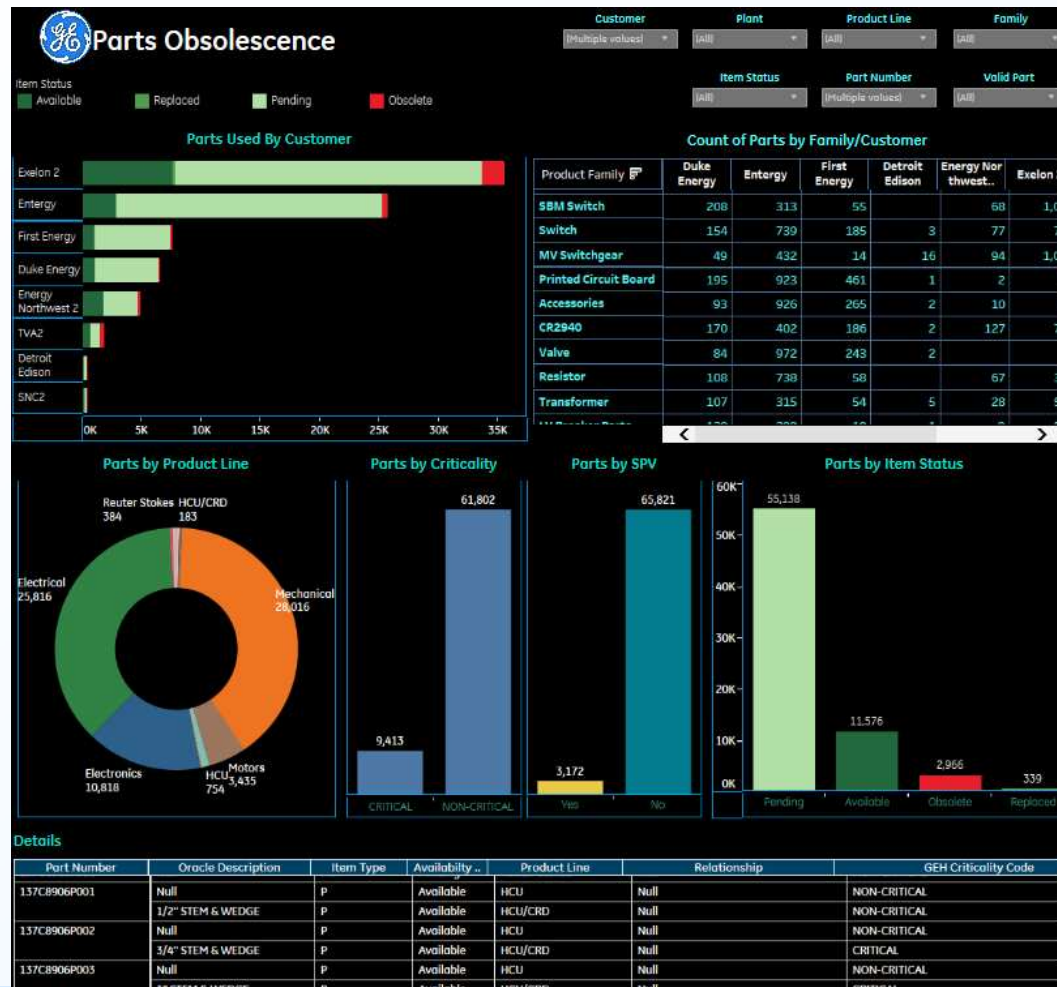 Parts Obsolescence
Customer Plant Product Line Family
(Multiple values) (All) (All) (All)
Item Status Part Number Valid Part
(All) (Multiple values) (All)
Item Status
Available Replaced Pending Obsolete
Parts Used By Customer
Exelon 2
Entergy
First Energy
Duke Energy
Energy
Northwest 2
TVA2
Detroit
Edison
SNC2
0K 5K 10K 15K 20K 25K 30K 35K
Count of Parts by Family/Customer
Product Family Duke Energy Entergy First Energy Detroit Edison Energy Nor thwest.. Exelon
SBM Switch 208 313 55 68
Switch 154 739 185 3 77
MV Switchgear 49 432 14 16 94
Printed Circuit Board 195 923 461 1 2
Accessories 93 926 265 2 10
CR2940 170 402 186 2 127
Valve 84 972 243 2
Resistor 108 738 58 67
Transformer 107 315 54 5 28
Parts by Product Line
Reuter Stokes HCU/CRD
384 183
Electrical
25,816
Mechanical
28,016
Electronics
10,818
HCU
754
Motors
3,435
Parts by Criticality
61,802
9,413
CRITICAL NON-CRITICAL
Parts by SPV
65,821
3,172
Yes No
Parts by Item Status
60K
55,138
50K
40K
30K
20K
11,576
10K
2,966
339
0K
Pending Available Obsolete Replaced
Details
Part Number Oracle Description Item Type Availabilty .. Product Line Relationship GEH Criticality Code
137C8906P001 Null P Available HCU Null NON-CRITICAL
1/2" STEM & WEDGE P Available HCU/CRD Null NON-CRITICAL
137C8906P002 Null P Available HCU Null NON-CRITICAL
3/4" STEM & WEDGE P Available HCU/CRD Null CRITICAL
137C8906P003 Null P Available HCU Null NON-CRITICAL